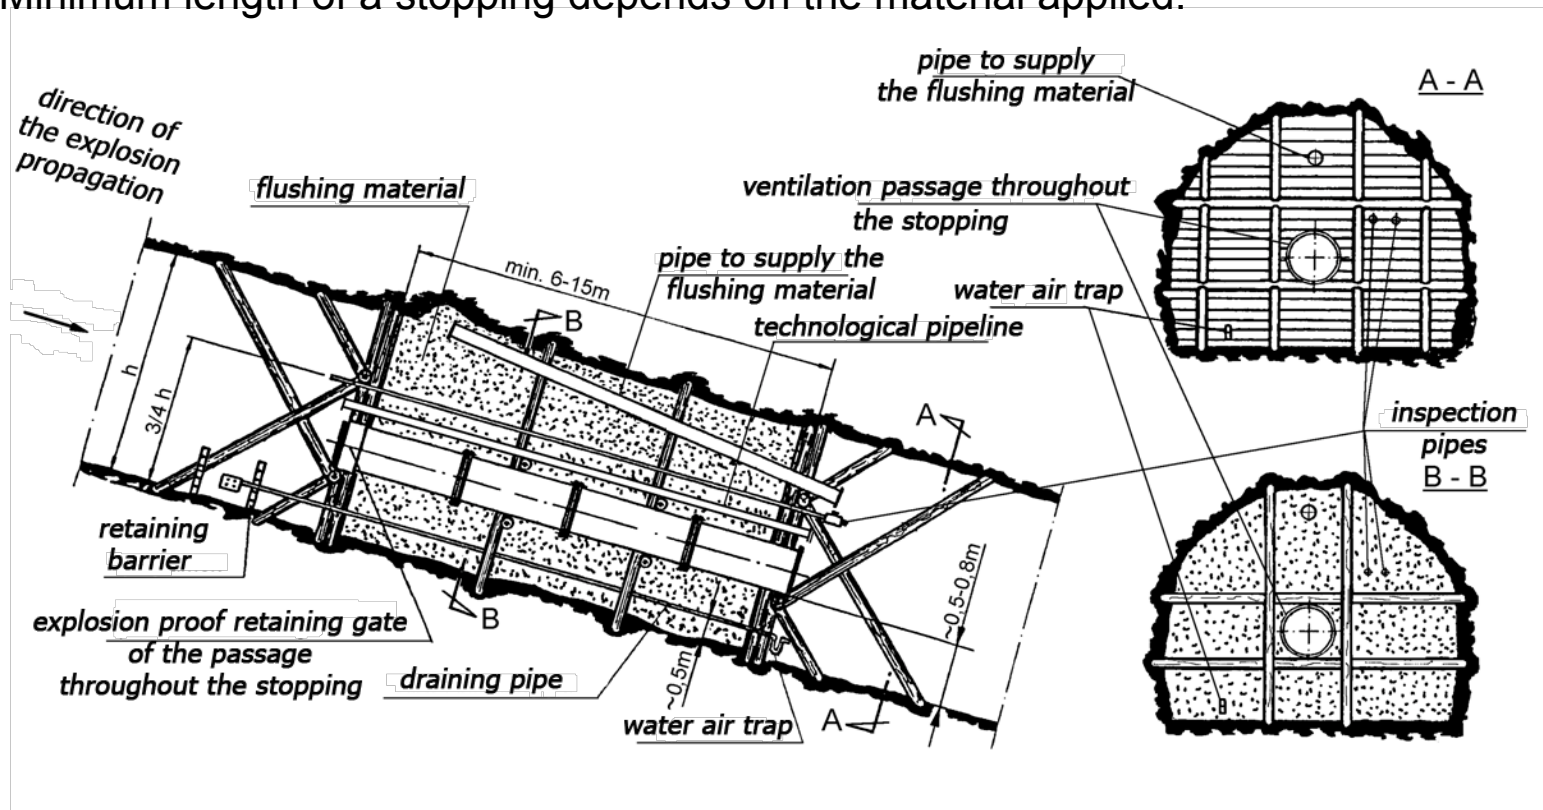 Minimum length of a stopping depends on the material applied.
pipe to supply
the flushing material
A - A
direction of
the explosion
propagation
flushing material
ventilation passage throughout
the stopping
min. 6-15m
pipe to supply the
flushing material
water air trap
B
technological pipeline
h
3/4 h
A
inspection
pipes
B - B
retaining
barrier
~0,5-0,8m
explosion proof retaining gate
of the passage
throughout the stopping
B
draining pipe
~0,5m
water air trap
A